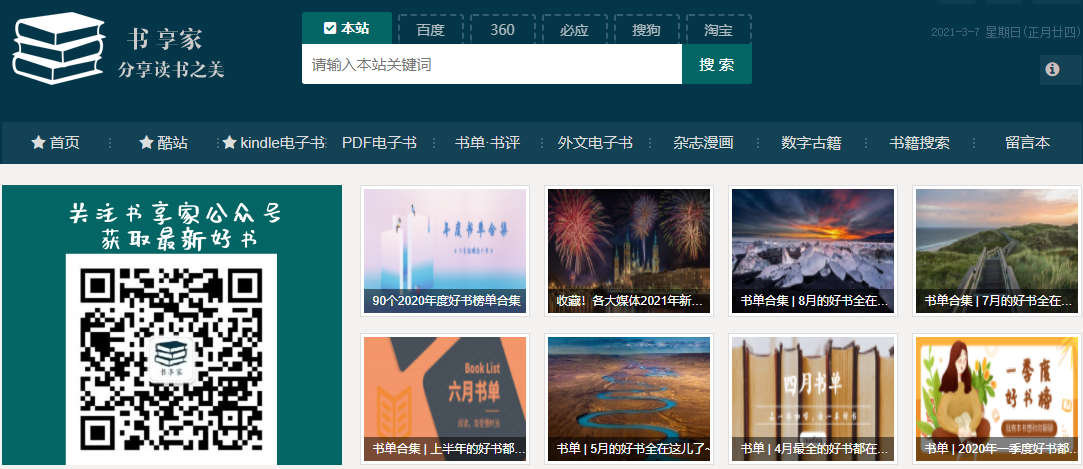 书享家
分享读书之美
本站
百度
360
必应
搜狗
淘宝
2021-3-7 星期日(正月廿四)
请输入本站关键词
搜 索
首页
酷站
kindle电子书
PDF电子书
书单·书评
外文电子书
杂志漫画
数字古籍
书籍搜索
留言本
关注书享家公众号
获取最新好书
书享家
年度书单合集
90个2020年度好书榜单合集
收藏！各大媒体2021年新...
书单合集 | 8月的好书全在...
书单合集 | 7月的好书全在...
Book List
六月书单
书单合集 | 上半年的好书都...
书单 | 5月的好书全在这儿了~
四月书单
书单 | 4月最全的好书都在...
一季度
好书榜
书单 | 2020年一季度好书都...